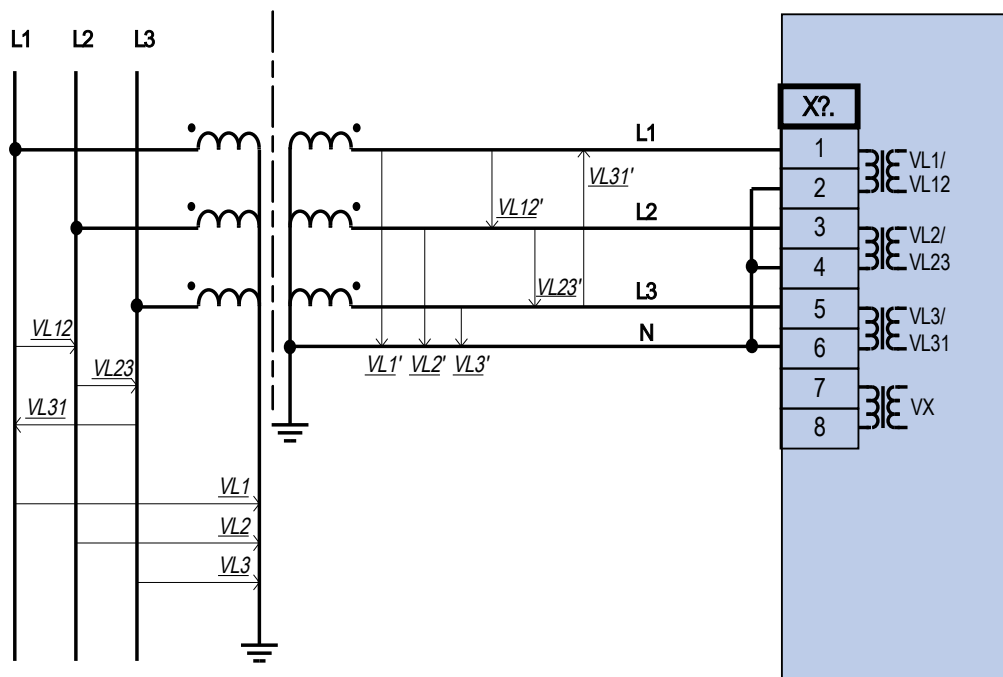 L1 L2 L3
X?.
L1
1
VL1/
VL12
VL31'
2
VL12'
L2
3
VL2/
VL23
4
VL23'
L3
5
VL3/
VL31
VL12
N
6
VL1' VL2' VL3'
VL23
7
VX
VL31
8
VL1
VL2
VL3